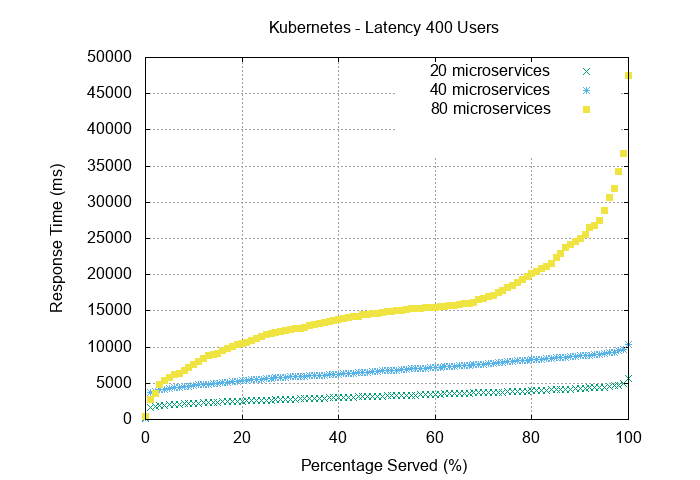 Kubernetes - Latency 400 Users
50000
45000
40000
35000
30000
25000
20000
15000
10000
5000
0
Response Time (ms)
20 microservices
40 microservices
80 microservices
0 20 40 60 80 100
Percentage Served (%)